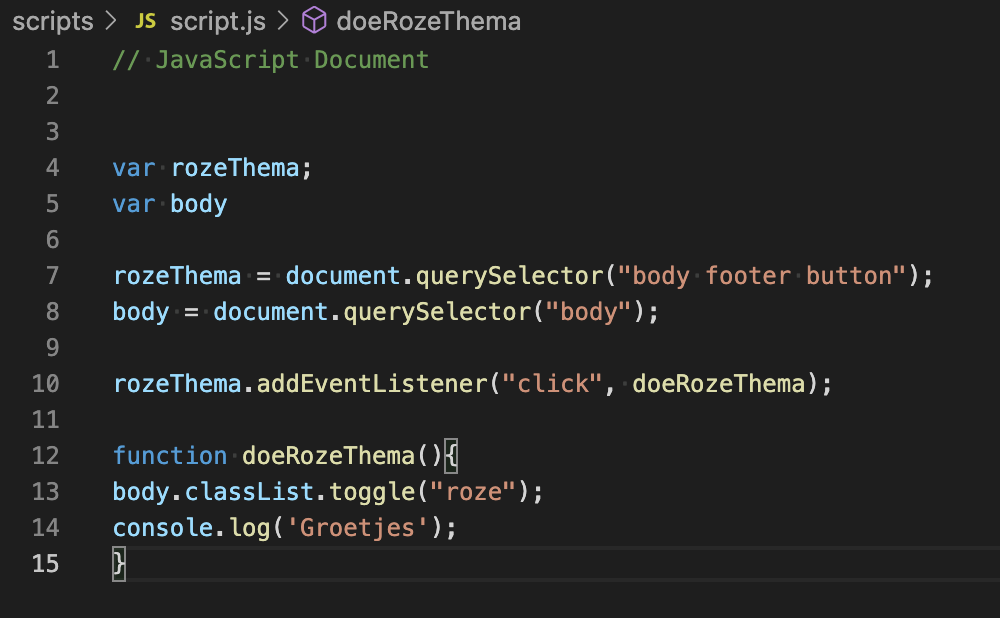 scripts > JS script.js > doeRozeThema
1 // JavaScript Document
2
3
4 var rozeThema;
5 var body
6
7 rozeThema = document.querySelector("body footer button");
8 body = document.querySelector("body");
9
10 rozeThema.addEventListener("click", doeRozeThema);
11
12 function doeRozeThema(){
13 body.classList.toggle("roze");
14 console.log('Groetjes');
15 }